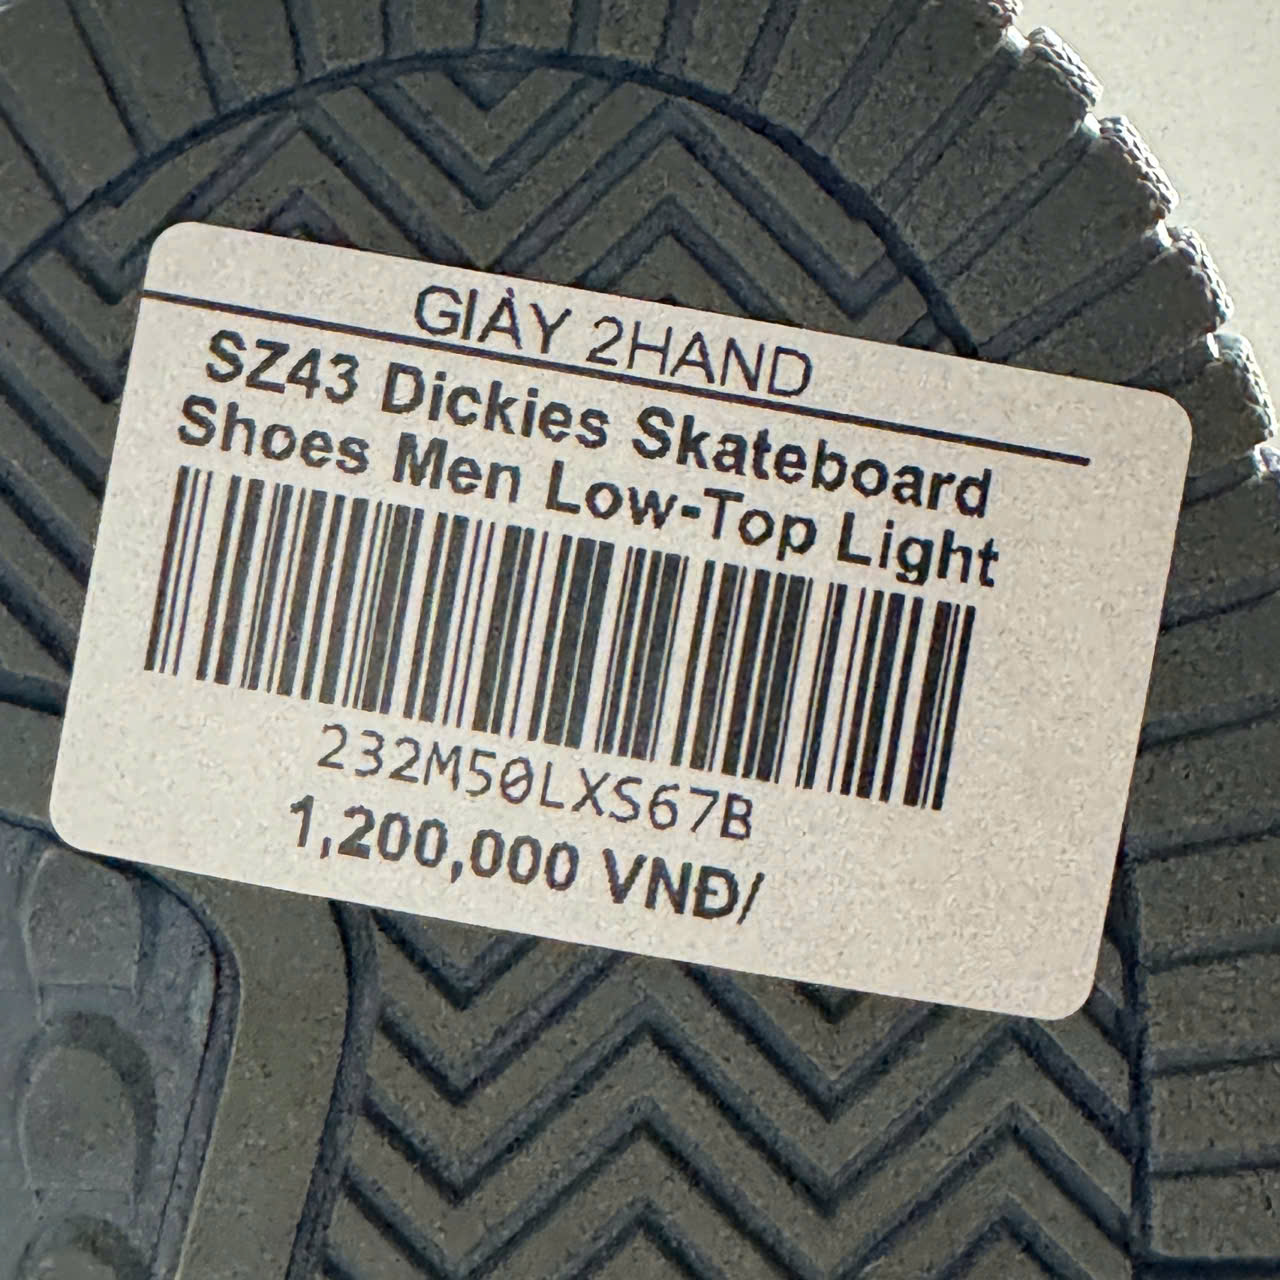 GIÀY 2HAND
SZ43 Dickies Skateboard
Shoes Men Low-Top Light
232M50LXS67B
1,200,000 VNĐ/